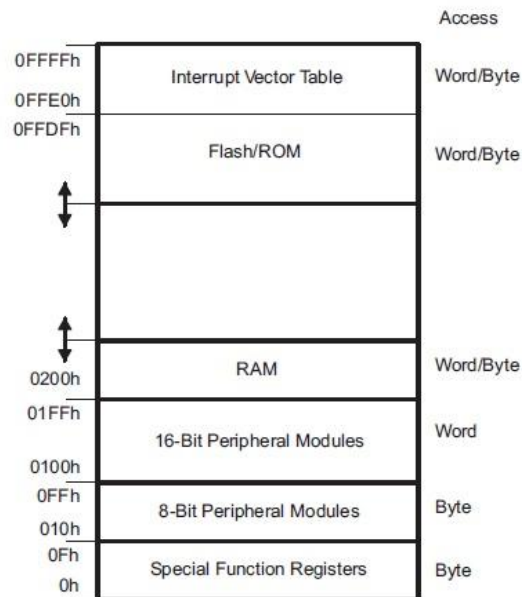 Access
0FFFFh
Interrupt Vector Table
Word/Byte
0FFE0h
0FFDFh
Flash/ROM
Word/Byte
RAM
Word/Byte
0200h
01FFh
16-Bit Peripheral Modules
Word
0100h
0FFh
8-Bit Peripheral Modules
Byte
010h
0Fh
Special Function Registers
Byte
0h